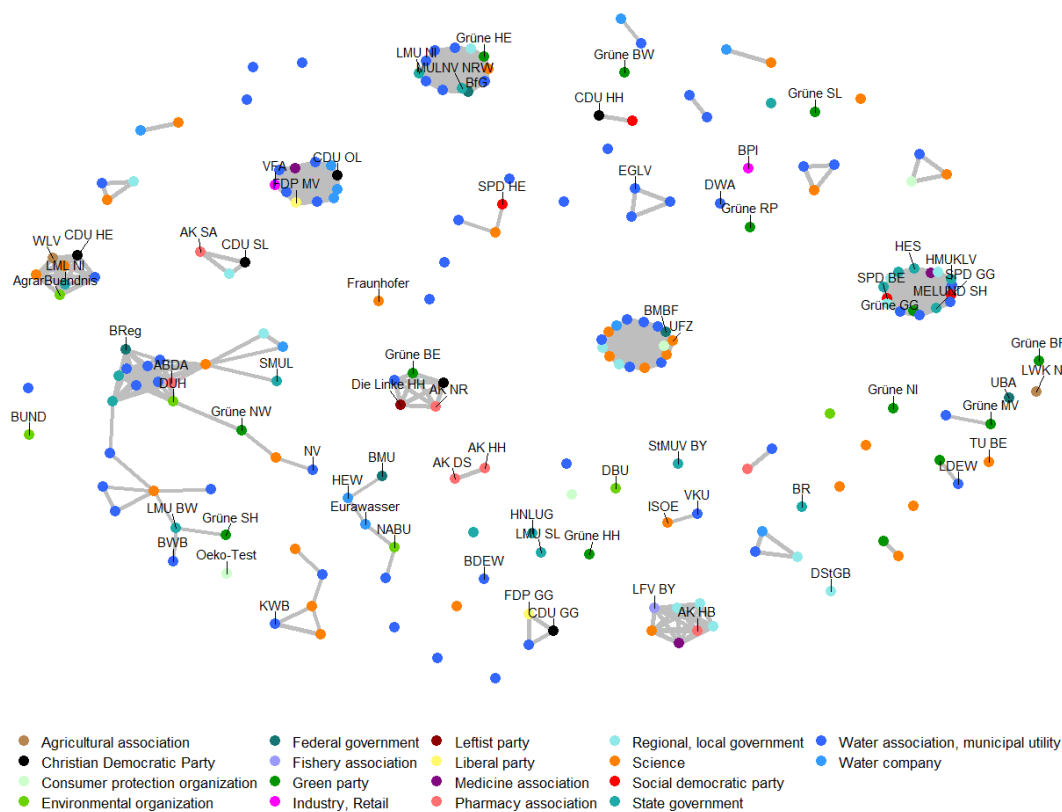 Grüne HE
LMU NI
MULNV NRW
BfG
Grüne BW
CDU HH
Grüne SL
VFA
CDU OL
FDP MV
SPD HE
EGLV
BPI
DWA
Grüne RP
WLV
CDU HE
LML NI
AgrarBuendnis
AK SA
CDU SL
Fraunhofer
HES
HMUKLV
SPD BE
SPD GG
MELUND SH
Grüne GG
BMBF
UFZ
BReg
ABDA
DUH
SMUL
Grüne BE
Die Linke HH
AK NR
Grüne NI
UBA
LWK N
Grüne MV
BUND
Grüne NW
NV
BMU
HEW
AK DS
AK HH
DBU
StMUV BY
TU BE
LDEW
LMU BW
Grüne SH
BWB
Oeko-Test
Eurawasser
NABU
HNLUG
LMU SL
Grüne HH
ISOE
VKU
BR
BDEW
DStGB
KWB
FDP GG
CDU GG
LFV BY
AK HB
Agricultural association
Christian Democratic Party
Consumer protection organization
Environmental organization
Federal government
Fishery association
Green party
Industry, Retail
Leftist party
Liberal party
Medicine association
Pharmacy association
Regional, local government
Science
Social democratic party
State government
Water association, municipal utility
Water company